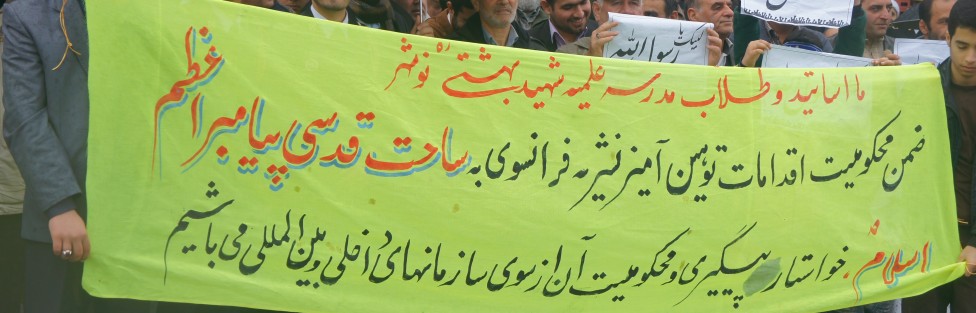 لبیک یا
رسول الله
ما اساتید و طلاب مدرسه علمیه شهید بهشتی نوشهر
ضمن محکومیت اقدامات توهین آمیز نشریه فرانسوی به ساحت قدسی پیامبر اعظم
اسلام خواستار پیگیری و محکومیت آن از سوی سازمانهای داخلی و بین المللی می باشیم